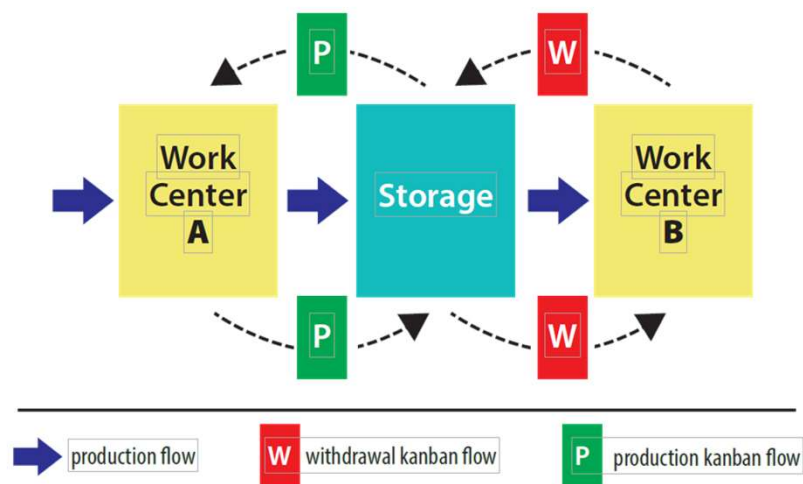 P
W
Work
Center
A
Storage
Work
Center
B
P
W
production flow
W withdrawal kanban flow
P production kanban flow